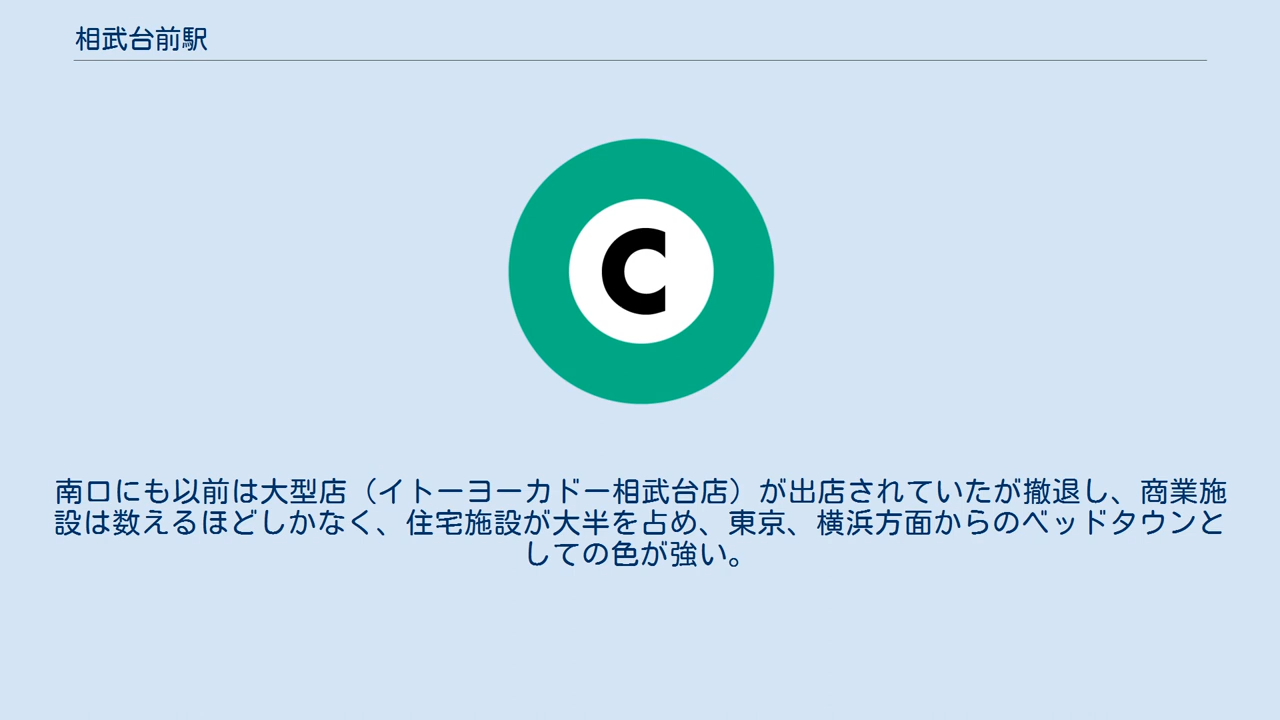 相武台前駅
C
南口にも以前は大型店（イトーヨーカドー相武台店）が出店されていたが撤退し、商業施
設は数えるほどしかなく、住宅施設が大半を占め、東京、横浜方面からのベッドタウンと
しての色が強い。